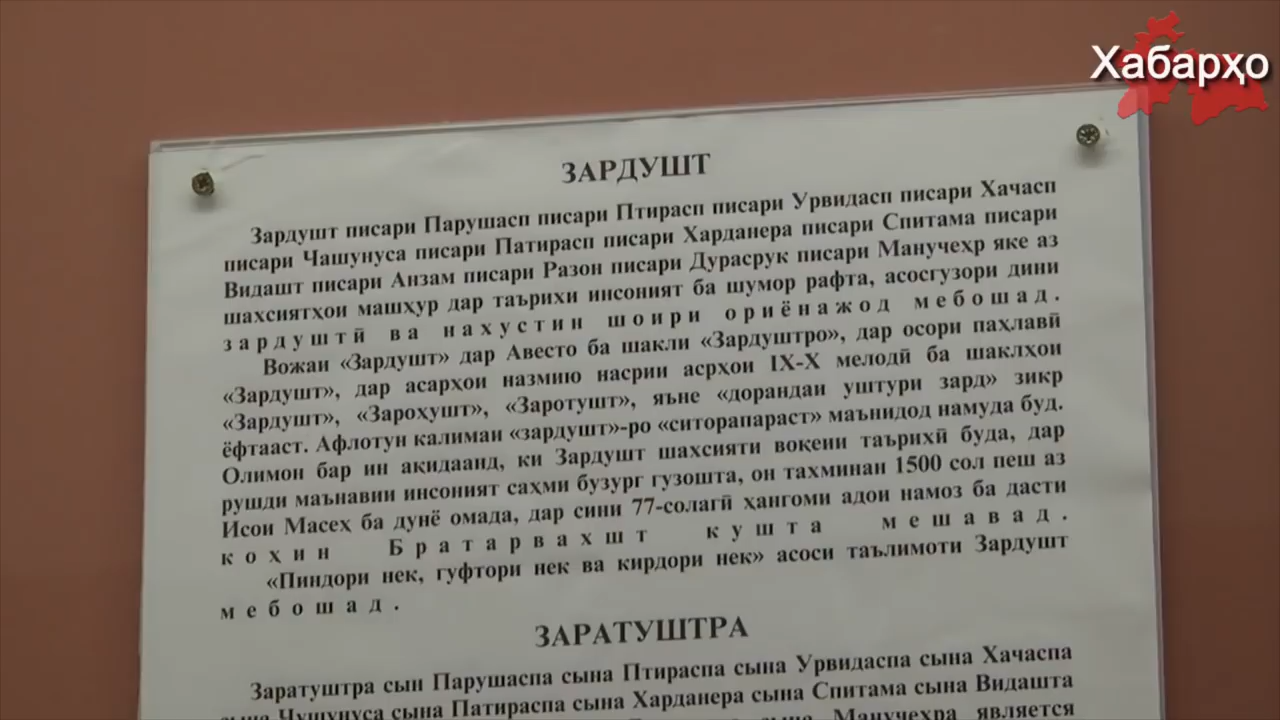 Хабарҳо
ЗАРДУШТ
Зардушт писари Парушасп писари Птирасп писари Урвидасп писари Хачасп
писари Чашунуса писари Патирасп писари Харданера писари Спитама писари
Видашт писари Анзам писари Разон писари Дурасрук писари Манучеҳр яке аз
шахсиятҳои машҳур дар таърихи инсоният ба шумор рафта, асосгузори дини
зардуштӣ ва нахустин шоири ориёнажод мебошад.
Вожаи «Зардушт» дар Авесто ба шакли «Зардуштро», дар осори паҳлавӣ
«Зардушт», дар асарҳои назмию насрии асрҳои IX-X мелодӣ ба шаклҳои
«Зардушт», «Зароҳушт», «Заротушт», яъне «дорандаи уштури зард» зикр
ёфтааст. Афлотун калимаи «зардушт»-ро «ситорапараст» маънидод намуда буд.
Олимон бар ин ақидаанд, ки Зардушт шахсияти воқеии таърихӣ буда, дар
рушди маънавии инсоният саҳми бузург гузошта, он тахминан 1500 сол пеш аз
Исои Масеҳ ба дунё омада, дар сини 77-солагӣ ҳангоми адои намоз ба дасти
коҳин Братарвахшт кушта мешавад.
«Пиндори нек, гуфтори нек ва кирдори нек» асоси таълимоти Зардушт
мебошад.
ЗАРАТУШТРА
Заратуштра сын Парушаспа сына Птираспа сына Урвидаспа сына Хачаспа
сына Чушунуса сына Патираспа сына Харданера сына Спитама сына Видашта
сына Манучехра является